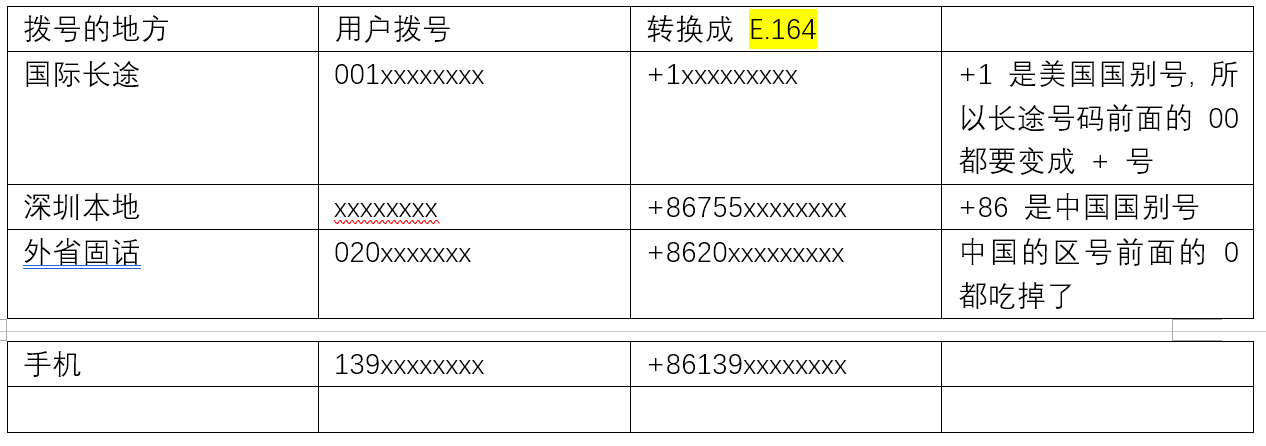 拨号的地方 用户拨号 转换成 E.164
国际长途 001xxxxxxxx +1xxxxxxxxx +1 是美国国别号, 所
以长途号码前面的 00
都要变成 + 号
深圳本地 xxxxxxxx +86755xxxxxxxx +86 是中国国别号
外省固话 020xxxxxxx +8620xxxxxxxxx 中国的区号前面的 0
都吃掉了
手机 139xxxxxxxx +86139xxxxxxxx